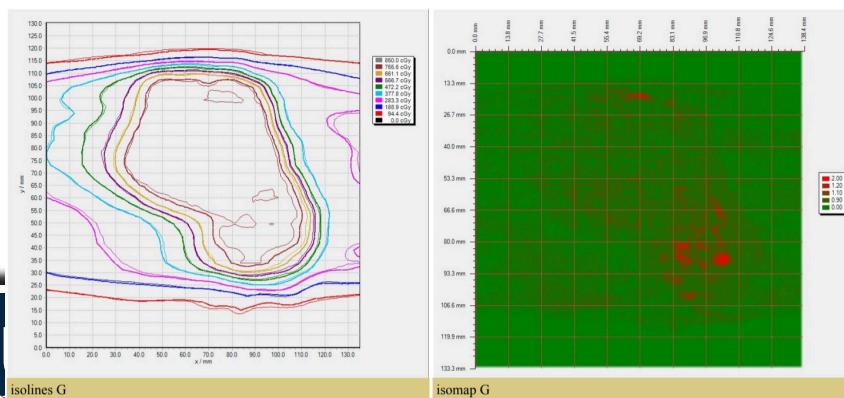 130.0
125.0
120.0
115.0
110.0
105.0
100.0
95.0
90.0
85.0
80.0
75.0
70.0
65.0
60.0
55.0
50.0
45.0
40.0
35.0
30.0
25.0
20.0
15.0
10.0
5.0
0.0
y / mm
0.0 10.0 20.0 30.0 40.0 50.0 60.0 70.0 80.0 90.0 100.0 110.0 120.0 130.0
x / mm
850.0 cGy
755.6 cGy
661.1 cGy
566.7 cGy
472.2 cGy
377.8 cGy
283.3 cGy
188.9 cGy
94.4 cGy
0.0 cGy
isolines G
0.0 mm
13.8 mm
27.7 mm
41.5 mm
55.4 mm
69.2 mm
83.1 mm
96.9 mm
110.8 mm
124.6 mm
138.4 mm
0.0 mm
13.3 mm
26.7 mm
40.0 mm
53.3 mm
66.6 mm
80.0 mm
93.3 mm
106.6 mm
119.9 mm
133.3 mm
2.00
1.20
1.10
0.90
0.00
isomap G